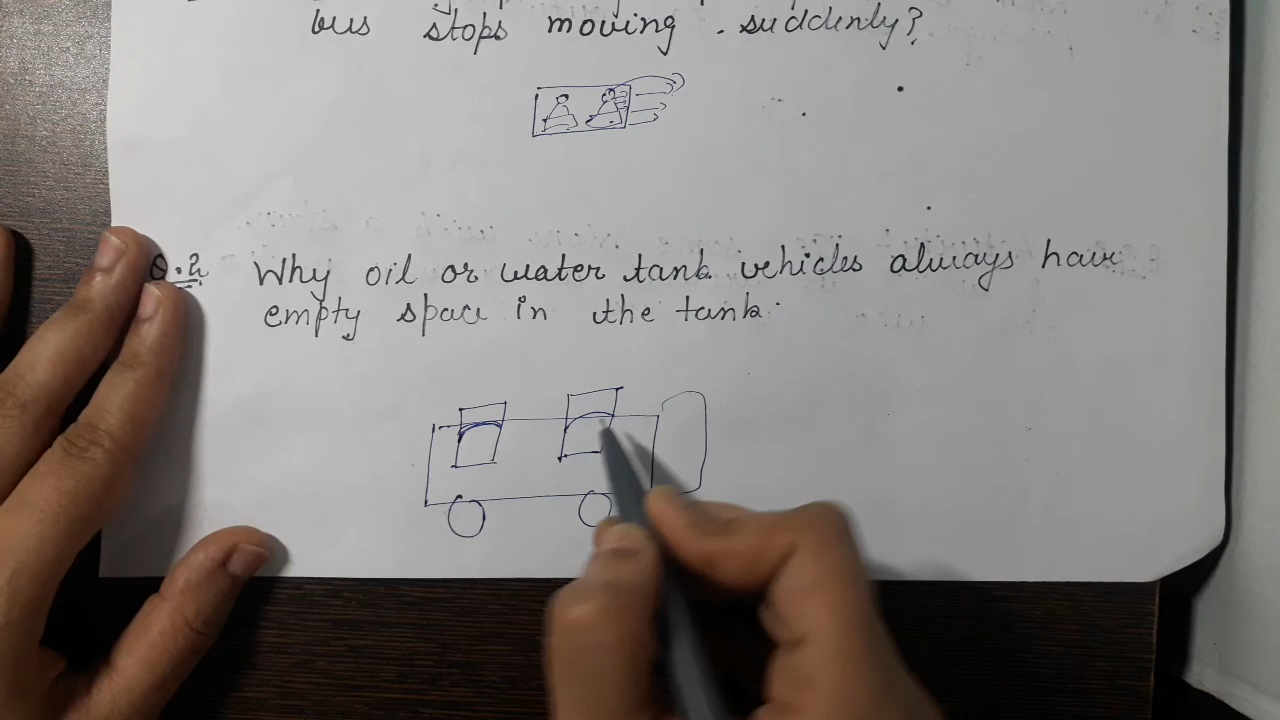 bus stops moving . suddenly?
Q.2 Why oil or water tank vehicles always have
empty space in the tank.